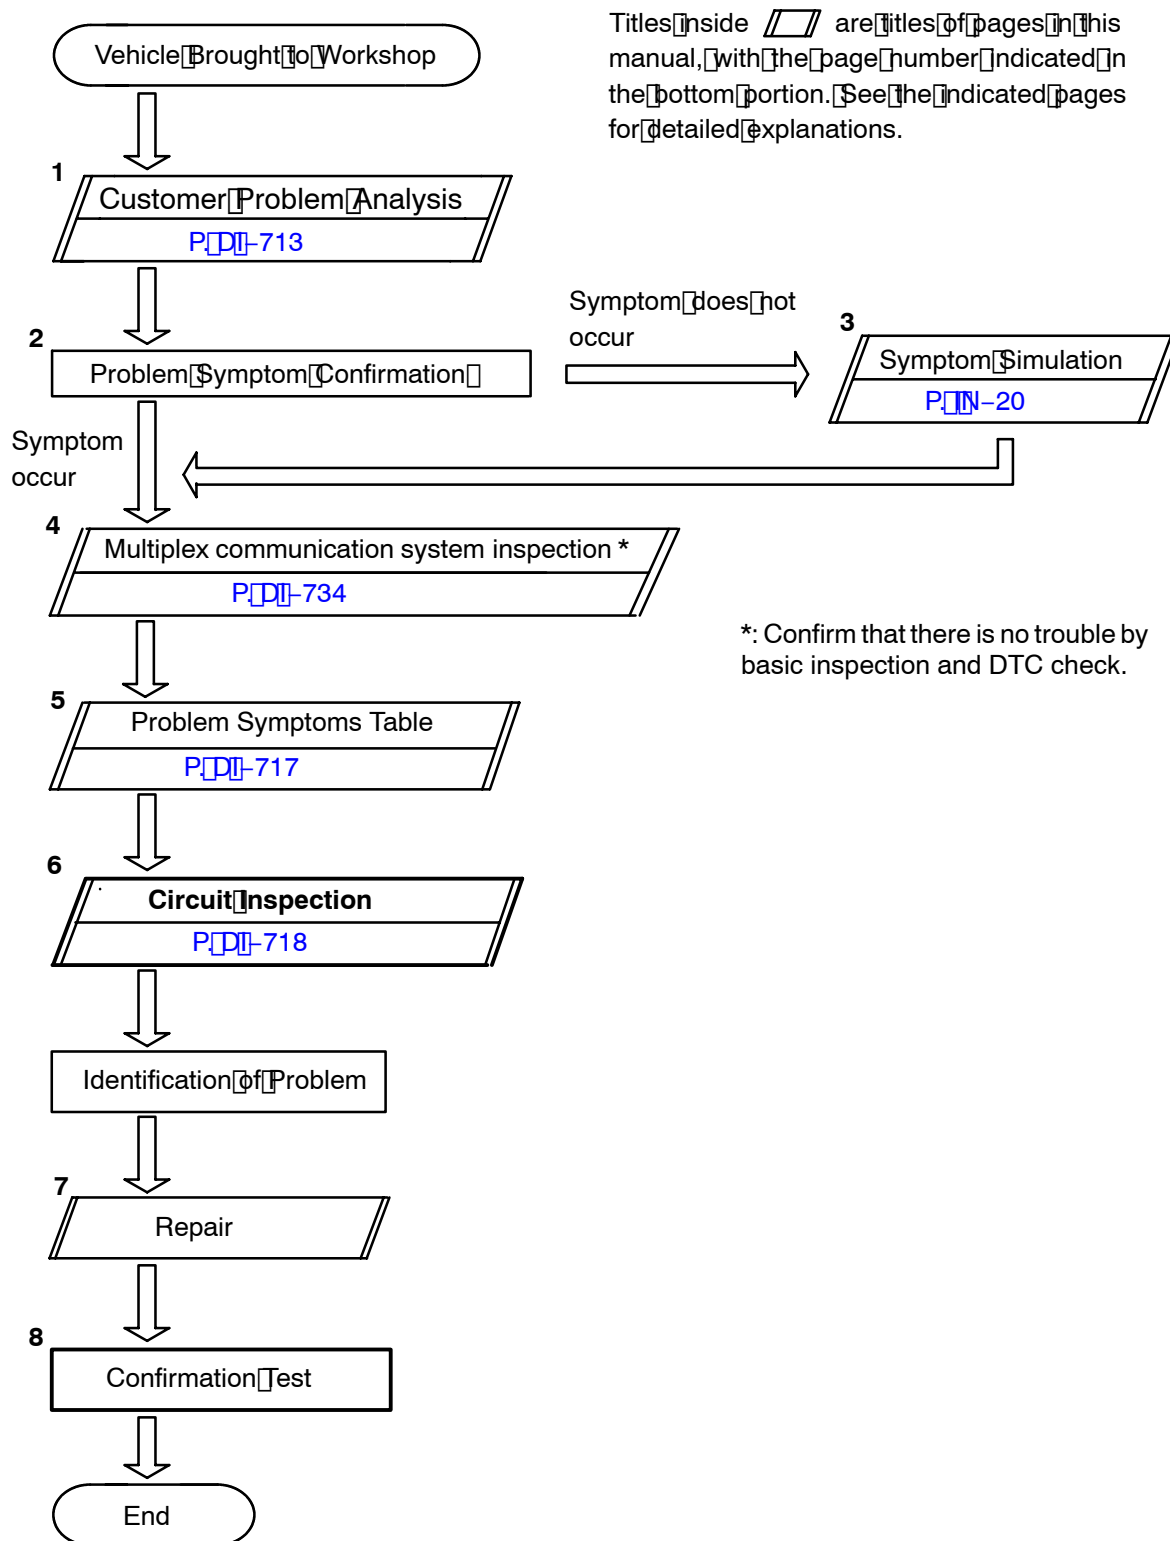 Vehicle Brought to Workshop
Titles inside are titles of pages in this
manual, with the page number indicated in
the bottom portion. See the indicated pages
for detailed explanations.
1
Customer Problem Analysis
P. DI–713
2
Problem Symptom Confirmation
Symptom does not
occur
3
Symptom Simulation
P. IN–20
Symptom
occur
4
Multiplex communication system inspection *
P. DI–734
*: Confirm that there is no trouble by
basic inspection and DTC check.
5
Problem Symptoms Table
P. DI–717
6
Circuit Inspection
P. DI–718
Identification of Problem
7
Repair
8
Confirmation Test
End